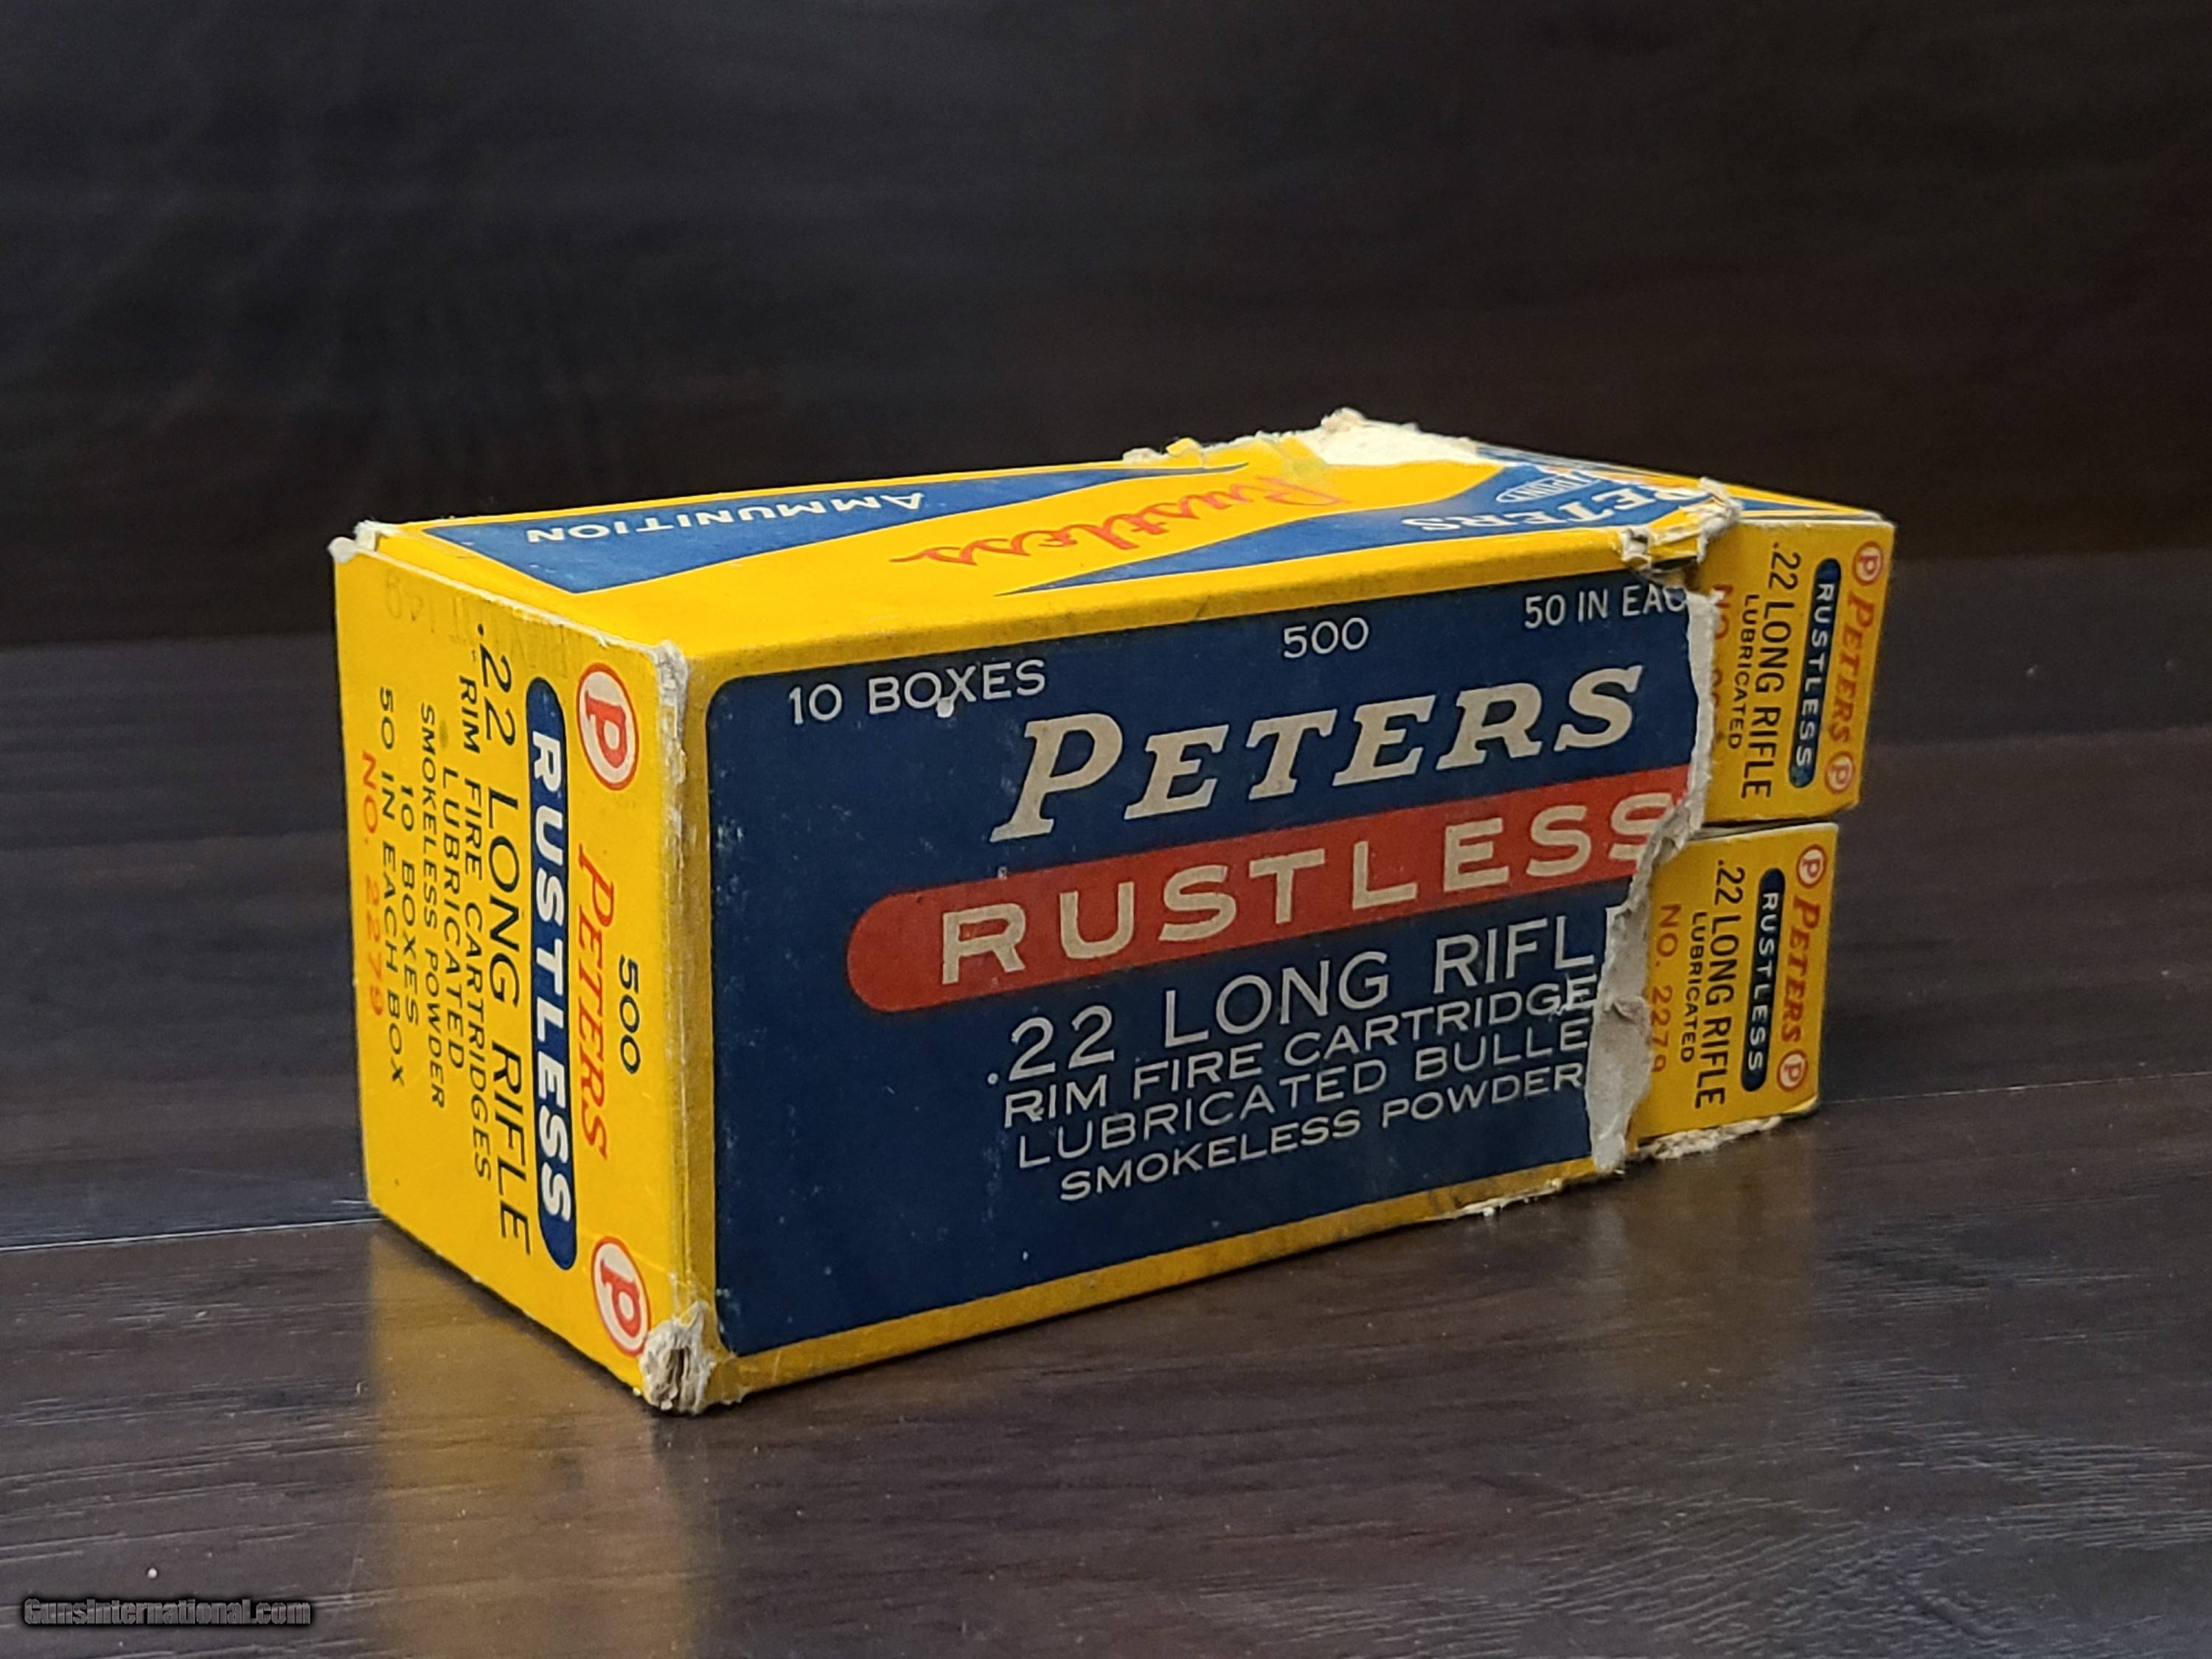 AMMUNITION
Rustless
PETERS
DUPONT
10 BOXES 500 50 IN EAC
PETERS
RUSTLESS
.22 LONG RIFL
RIM FIRE CARTRIDGE
LUBRICATED BULLE
SMOKELESS POWDER
500
P PETERS P
RUSTLESS
.22 LONG RIFLE
RIM FIRE CARTRIDGES
LUBRICATED
SMOKELESS POWDER
10 BOXES
50 IN EACH BOX
NO. 2279
P PETERS P
RUSTLESS
.22 LONG RIFLE
LUBRICATED
P PETERS P
RUSTLESS
.22 LONG RIFLE
LUBRICATED
NO. 2279
GunsInternational.com